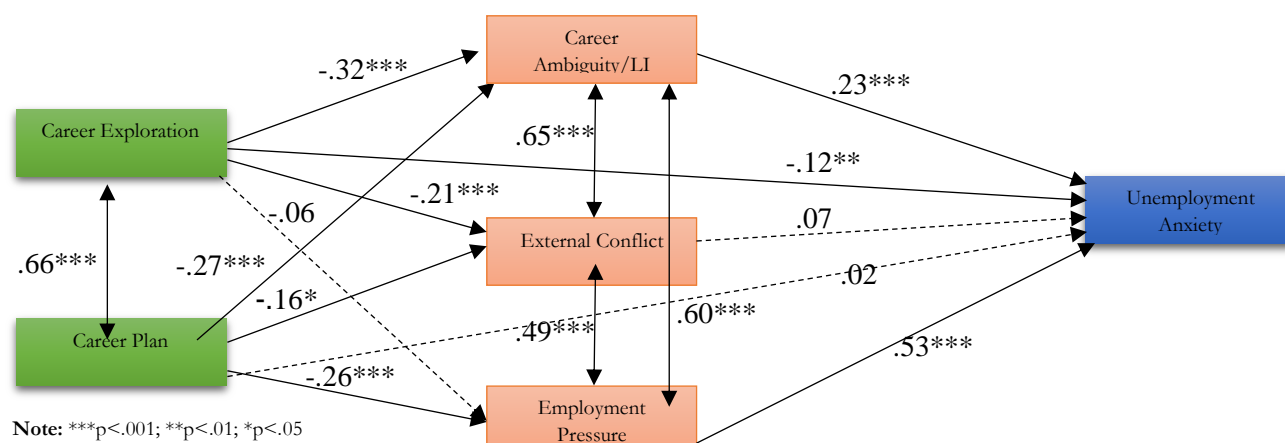 Career
Ambiguity/LI
-.32***
.23***
Career Exploration
.65***
-.12**
-.21***
-.06
Unemployment
Anxiety
.07
External Conflict
.66***
-.27***
-.16*
.02
.60***
.49***
Career Plan
.53***
-.26***
Employment
Pressure
Note: ***p<.001; **p<.01; *p<.05